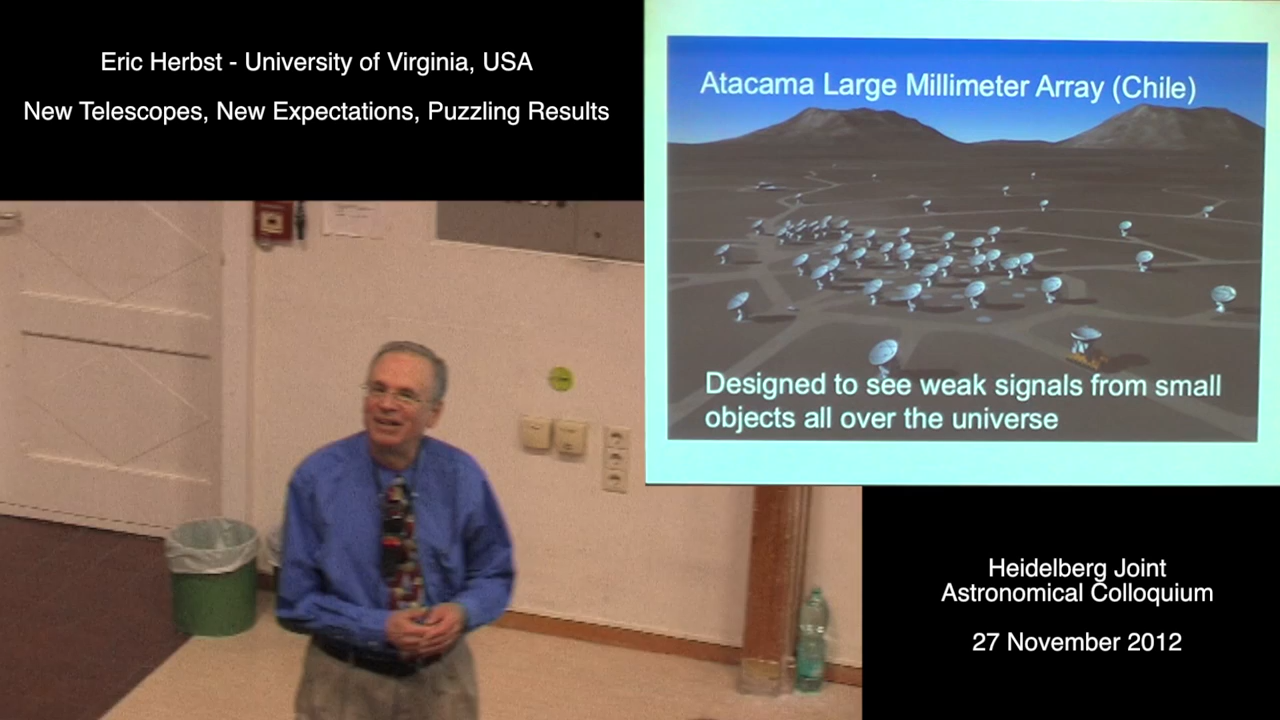 Eric Herbst - University of Virginia, USA
New Telescopes, New Expectations, Puzzling Results
Atacama Large Millimeter Array (Chile)
Designed to see weak signals from small
objects all over the universe
Heidelberg Joint
Astronomical Colloquium
27 November 2012